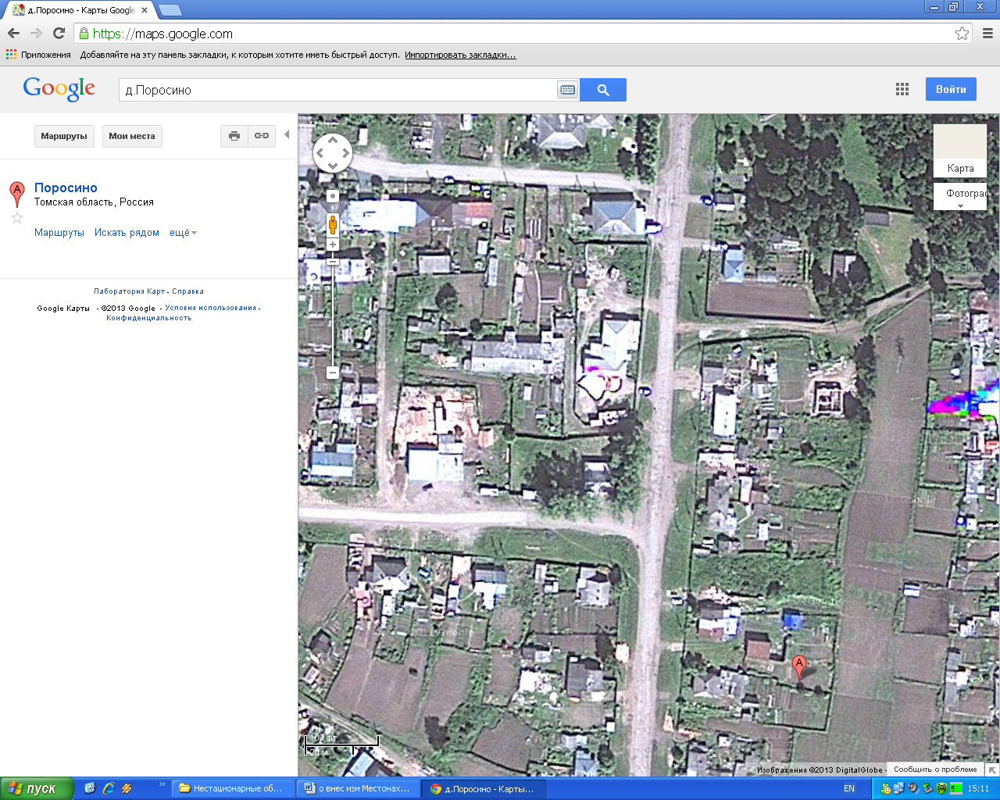 д.Поросино - Карты Google
https://maps.google.com
Приложения Добавляйте на эту панель закладки, к которым хотите иметь быстрый доступ. Импортировать закладки...
Google
д.Поросино
Войти
Маршруты Мои места
Карта
Фотограф
A
Поросино
Томская область, Россия
Маршруты Искать рядом ещё
Лаборатория Карт - Справка
Google Карты - ©2013 Google - Условия использования -
Конфиденциальность
A
100 фт
20 м
Изображения ©2013 DigitalGlobe -
Сообщить о проблеме
пуск
Нестационарные об...
о внес изм Местонах...
д.Поросино - Карты...
EN
5
15:11